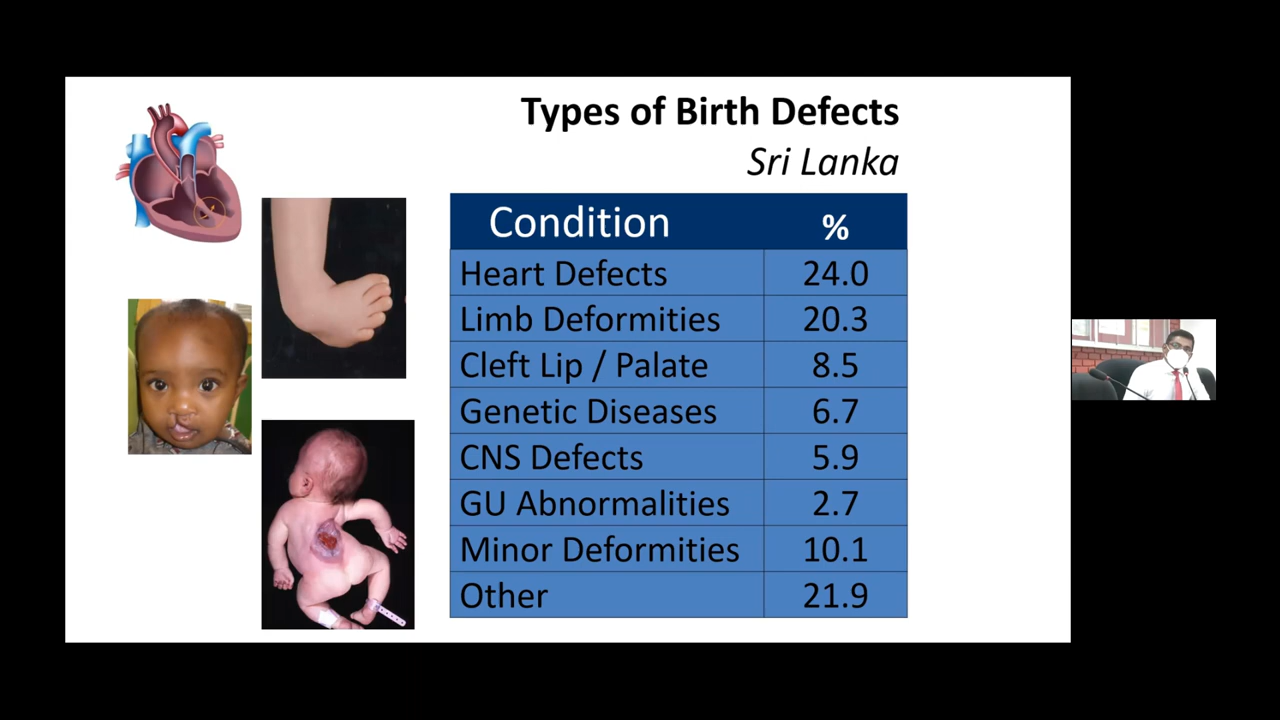 Types of Birth Defects
Sri Lanka
Condition %
Heart Defects 24.0
Limb Deformities 20.3
Cleft Lip / Palate 8.5
Genetic Diseases 6.7
CNS Defects 5.9
GU Abnormalities 2.7
Minor Deformities 10.1
Other 21.9